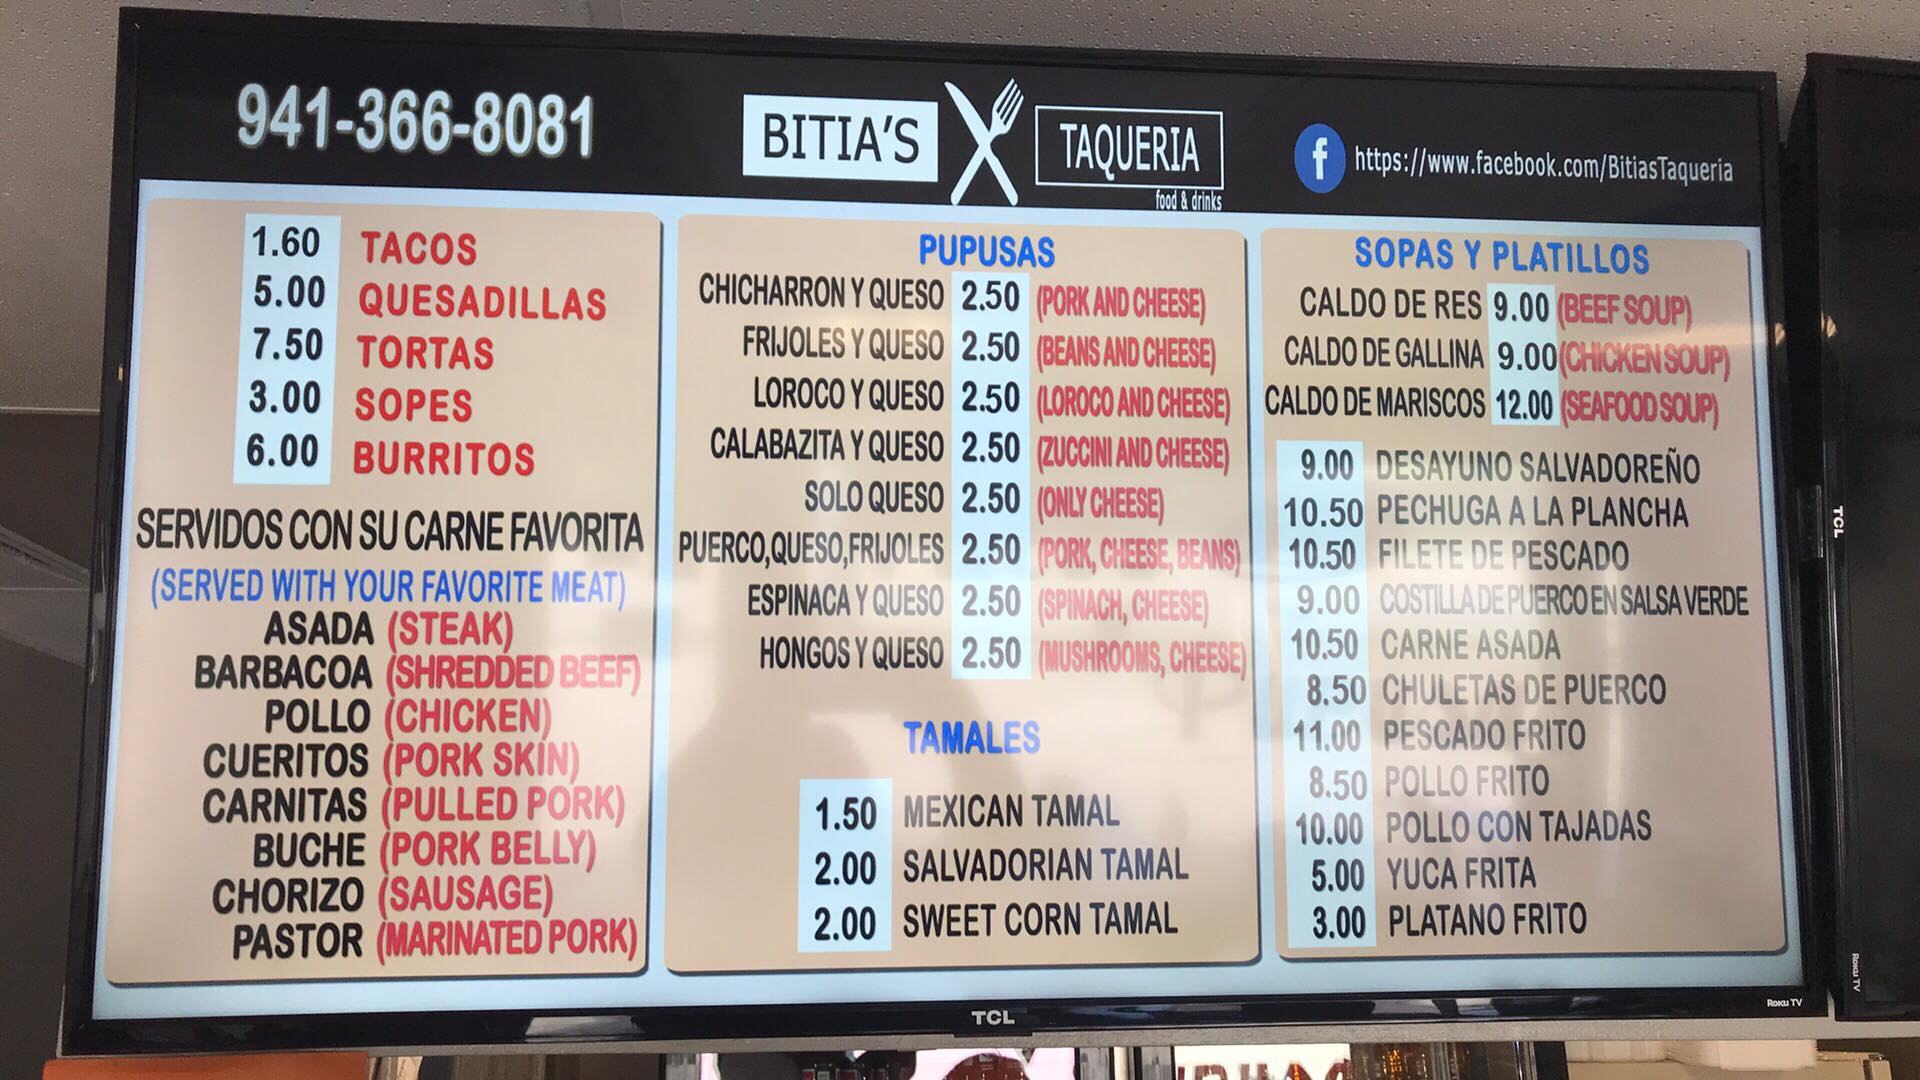 941-366-8081
BITIA'S TAQUERIA
food & drinks
f https://www.facebook.com/BitiasTaqueria
1.60 TACOS
5.00 QUESADILLAS
7.50 TORTAS
3.00 SOPES
6.00 BURRITOS
SERVIDOS CON SU CARNE FAVORITA
(SERVED WITH YOUR FAVORITE MEAT)
ASADA (STEAK)
BARBACOA (SHREDDED BEEF)
POLLO (CHICKEN)
CUERITOS (PORK SKIN)
CARNITAS (PULLED PORK)
BUCHE (PORK BELLY)
CHORIZO (SAUSAGE)
PASTOR (MARINATED PORK)
PUPUSAS
CHICHARRON Y QUESO 2.50 (PORK AND CHEESE)
FRIJOLES Y QUESO 2.50 (BEANS AND CHEESE)
LOROCO Y QUESO 2.50 (LOROCO AND CHEESE)
CALABAZITA Y QUESO 2.50 (ZUCCINI AND CHEESE)
SOLO QUESO 2.50 (ONLY CHEESE)
PUERCO,QUESO,FRIJOLES 2.50 (PORK, CHEESE, BEANS)
ESPINACA Y QUESO 2.50 (SPINACH, CHEESE)
HONGOS Y QUESO 2.50 (MUSHROOMS, CHEESE)
TAMALES
1.50 MEXICAN TAMAL
2.00 SALVADORIAN TAMAL
2.00 SWEET CORN TAMAL
SOPAS Y PLATILLOS
CALDO DE RES 9.00 (BEEF SOUP)
CALDO DE GALLINA 9.00 (CHICKEN SOUP)
CALDO DE MARISCOS 12.00 (SEAFOOD SOUP)
9.00 DESAYUNO SALVADOREÑO
10.50 PECHUGA A LA PLANCHA
10.50 FILETE DE PESCADO
9.00 COSTILLA DE PUERCO EN SALSA VERDE
10.50 CARNE ASADA
8.50 CHULETAS DE PUERCO
11.00 PESCADO FRITO
8.50 POLLO FRITO
10.00 POLLO CON TAJADAS
5.00 YUCA FRITA
3.00 PLATANO FRITO
TCL
Roku TV
TCL
Roku TV